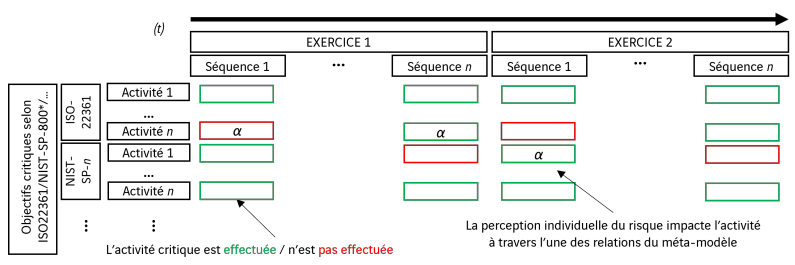 (t)
EXERCICE 1
EXERCICE 2
Séquence 1
...
Séquence n
Séquence 1
...
Séquence n
Objectifs critiques selon
ISO22361/NIST-SP-800*/...
ISO-
22361
Activité 1
...
Activité n
α
α
NIST-
SP-n
Activité 1
α
...
Activité n
...
...
La perception individuelle du risque impacte l'activité
à travers l'une des relations du méta-modèle
L'activité critique est effectuée / n'est pas effectuée